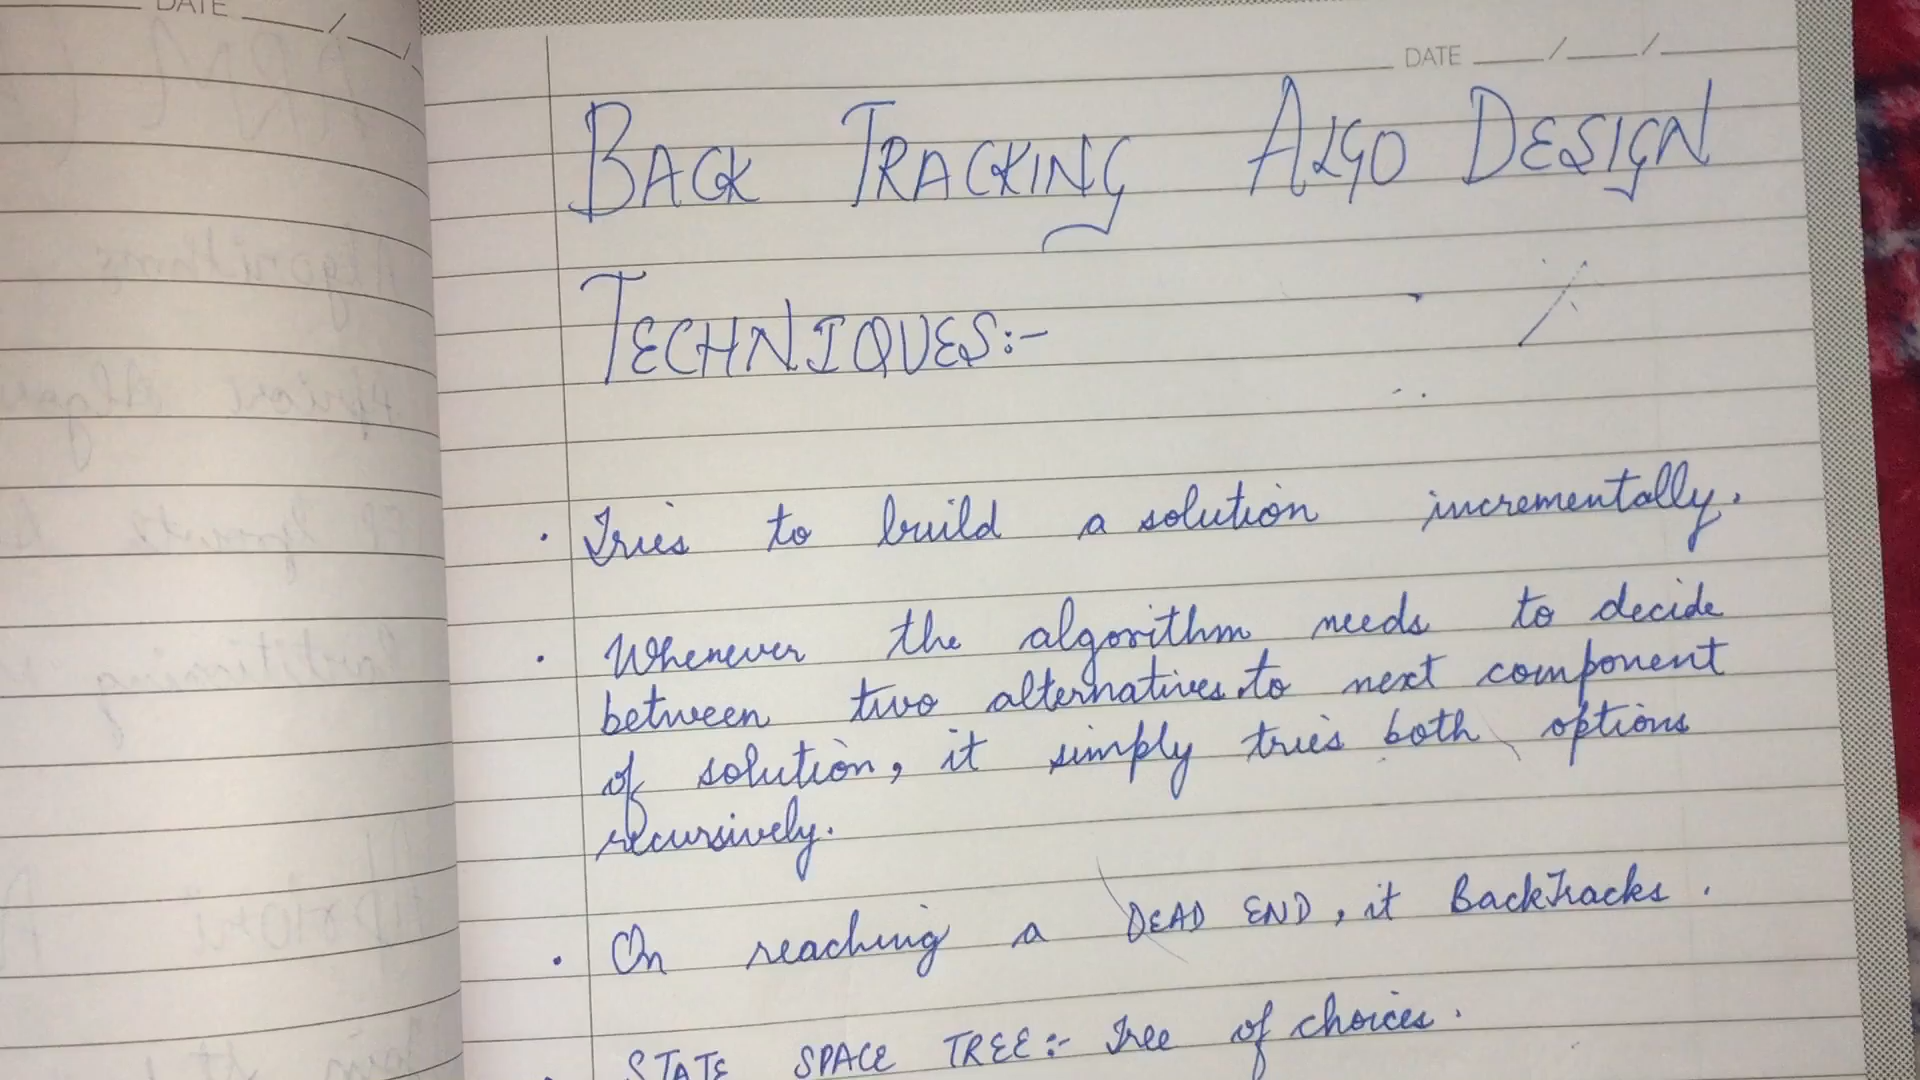 DATE
DATE
BACK TRACKING ALGO DESIGN
TECHNIQUES:-
· Tries to build a solution incrementally.
· Whenever the algorithm needs to decide
between two alternatives to next component
of solution, it simply tries both options
recursively.
· On reaching a DEAD END, it BackTracks.
· STATE SPACE TREE:- Tree of choices.